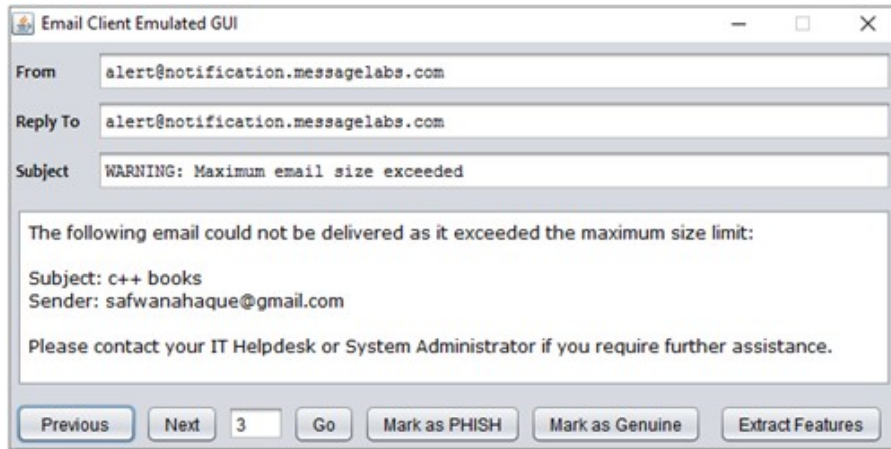 Email Client Emulated GUI
From alert@notification.messagelabs.com
Reply To alert@notification.messagelabs.com
Subject WARNING: Maximum email size exceeded
The following email could not be delivered as it exceeded the maximum size limit:
Subject: c++ books
Sender: safwanahaque@gmail.com
Please contact your IT Helpdesk or System Administrator if you require further assistance.
Previous Next 3 Go Mark as PHISH Mark as Genuine Extract Features